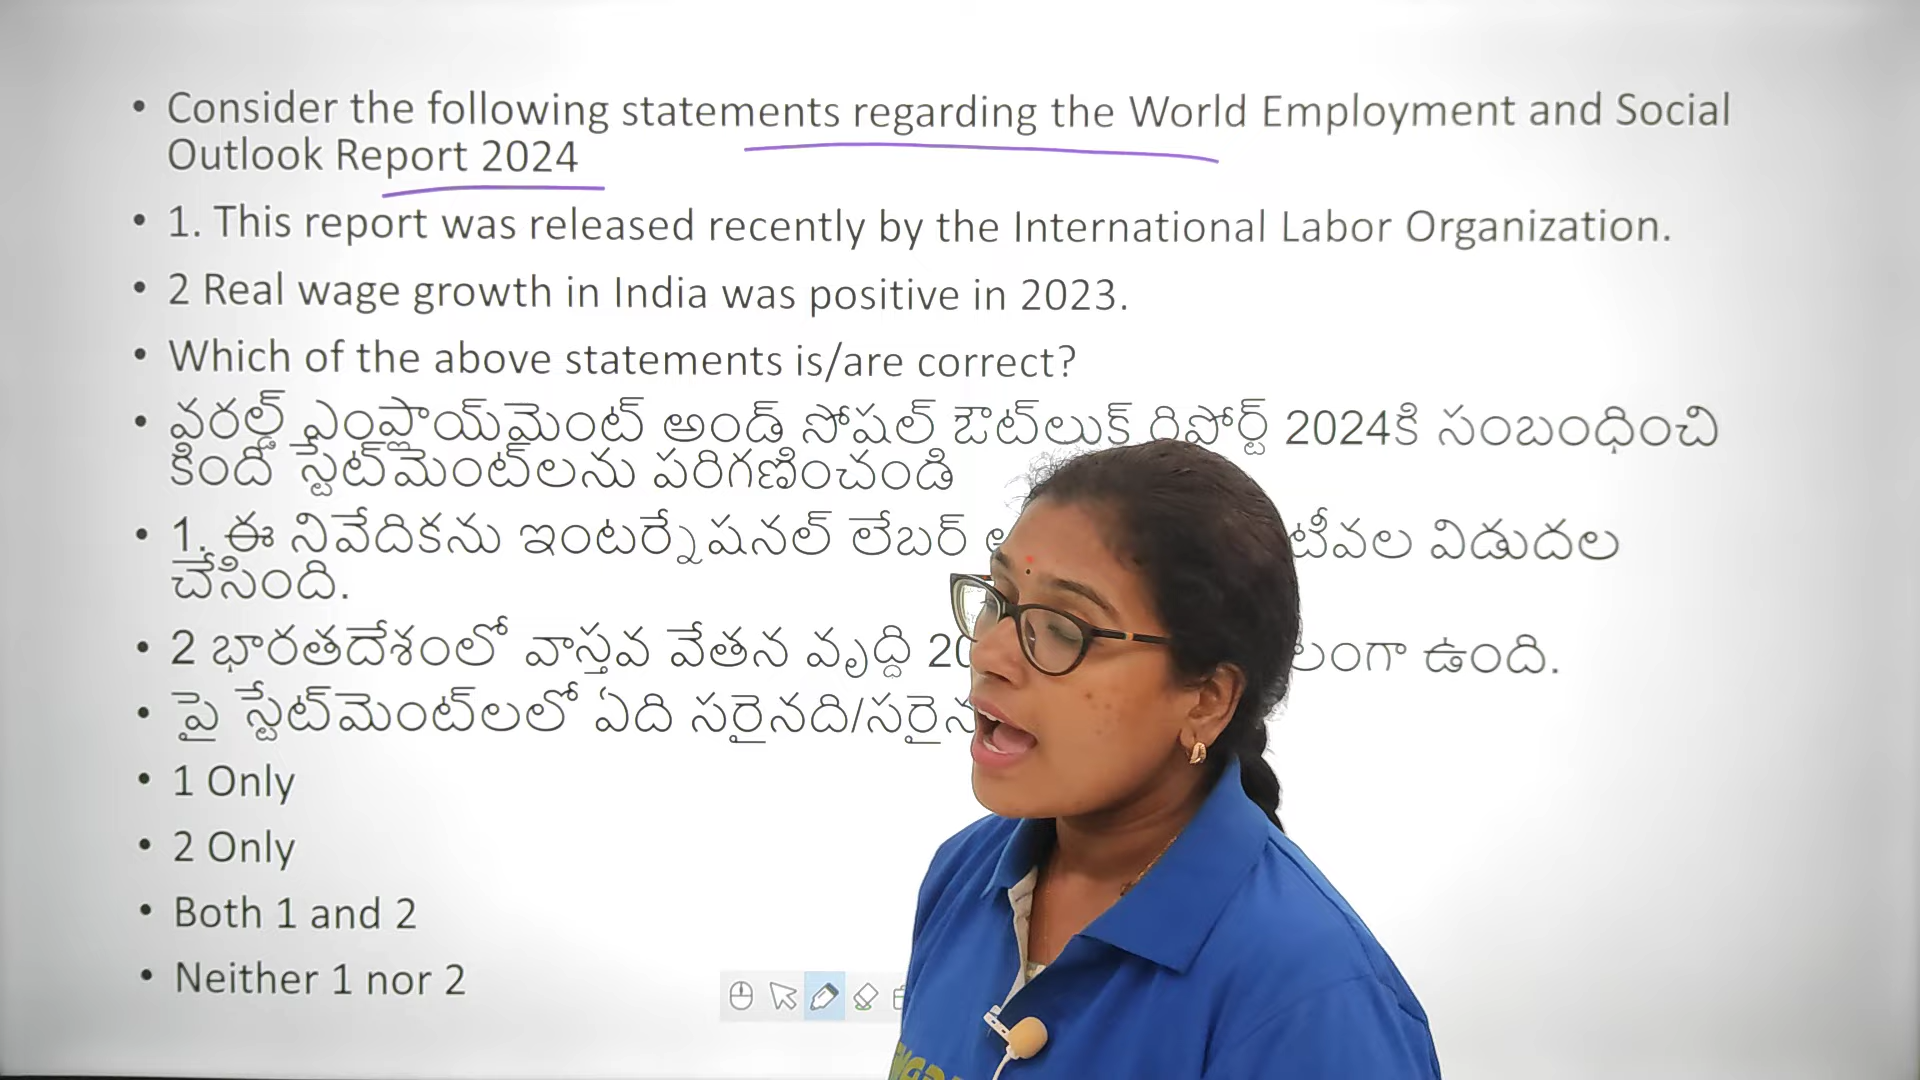 • Consider the following statements regarding the World Employment and Social
Outlook Report 2024
• 1. This report was released recently by the International Labor Organization.
• 2 Real wage growth in India was positive in 2023.
• Which of the above statements is/are correct?
• వరల్డ్ ఎంప్లాయ్‌మెంట్ అండ్ సోషల్ ఔట్‌లుక్ రిపోర్ట్ 2024కి సంబంధించి
కింది స్టేట్‌మెంట్‌లను పరిగణించండి
• 1. ఈ నివేదికను ఇంటర్నేషనల్ లేబర్ విడుదల
చేసింది.
• 2 భారతదేశంలో వాస్తవ వేతన వృద్ధి ఉంది.
• పై స్టేట్‌మెంట్‌లలో ఏది సరైనది/
• 1 Only
• 2 Only
• Both 1 and 2
• Neither 1 nor 2